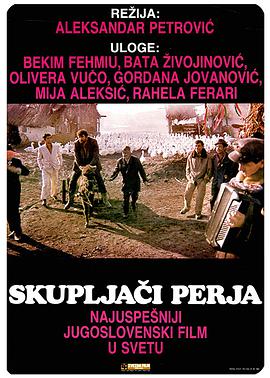 REŽIJA:
ALEKSANDAR PETROVIĆ
ULOGE:
BEKIM FEHMIU, BATA ŽIVOJINOVIĆ,
OLIVERA VUČO, GORDANA JOVANOVIĆ,
MIJA ALEKSIĆ, RAHELA FERARI
SKUPLJAČI PERJA
NAJUSPEŠNIJI
JUGOSLOVENSKI FILM
U SVETU